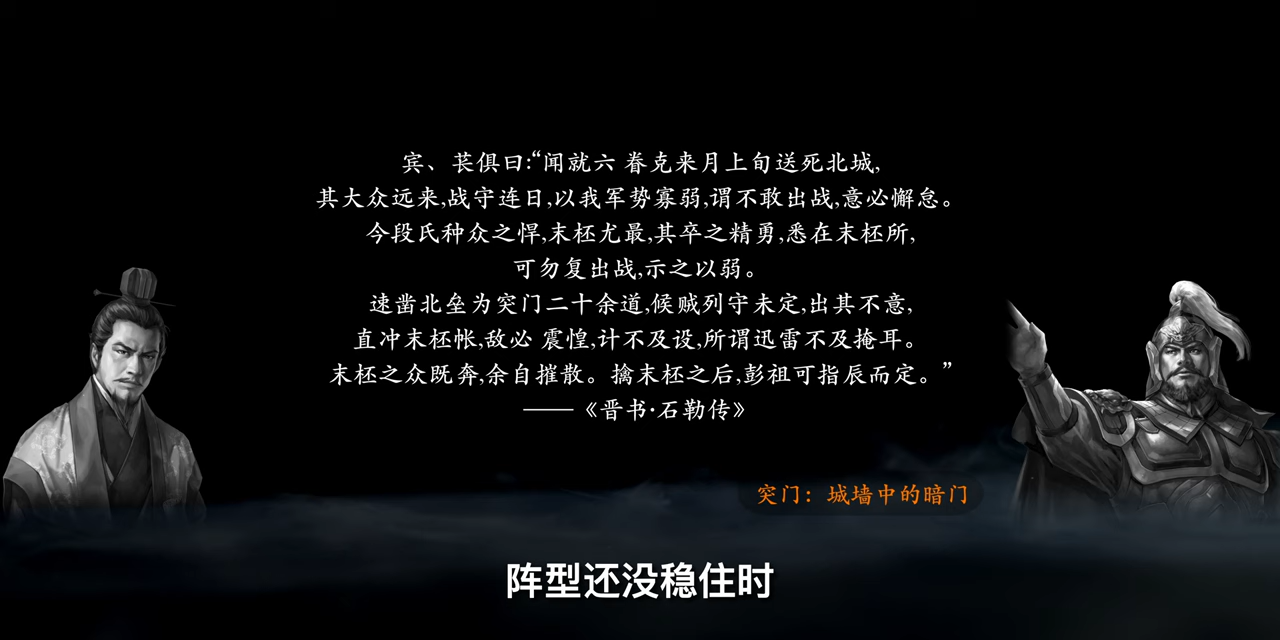 宾、苌俱曰:“闻就六 眷克来月上旬送死北城,
其大众远来,战守连日,以我军势寡弱,谓不敢出战,意必懈怠。
今段氏种众之悍,末柸尤最,其卒之精勇,悉在末柸所,
可勿复出战,示之以弱。
速凿北垒为突门二十余道,候贼列守未定,出其不意,
直冲末柸帐,敌必 震惶,计不及设,所谓迅雷不及掩耳。
末柸之众既奔,余自摧散。擒末柸之后,彭祖可指辰而定。”
——《晋书·石勒传》
突门：城墙中的暗门
阵型还没稳住时